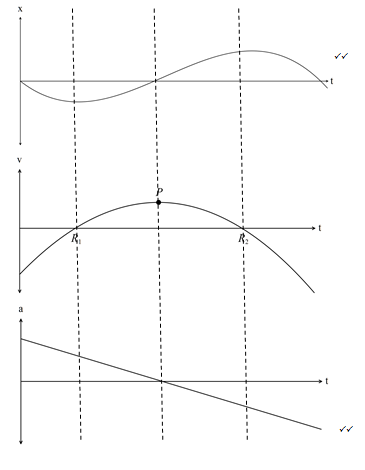 x
t
✓✓
v
P
t
R₁
R₂
a
t
✓✓